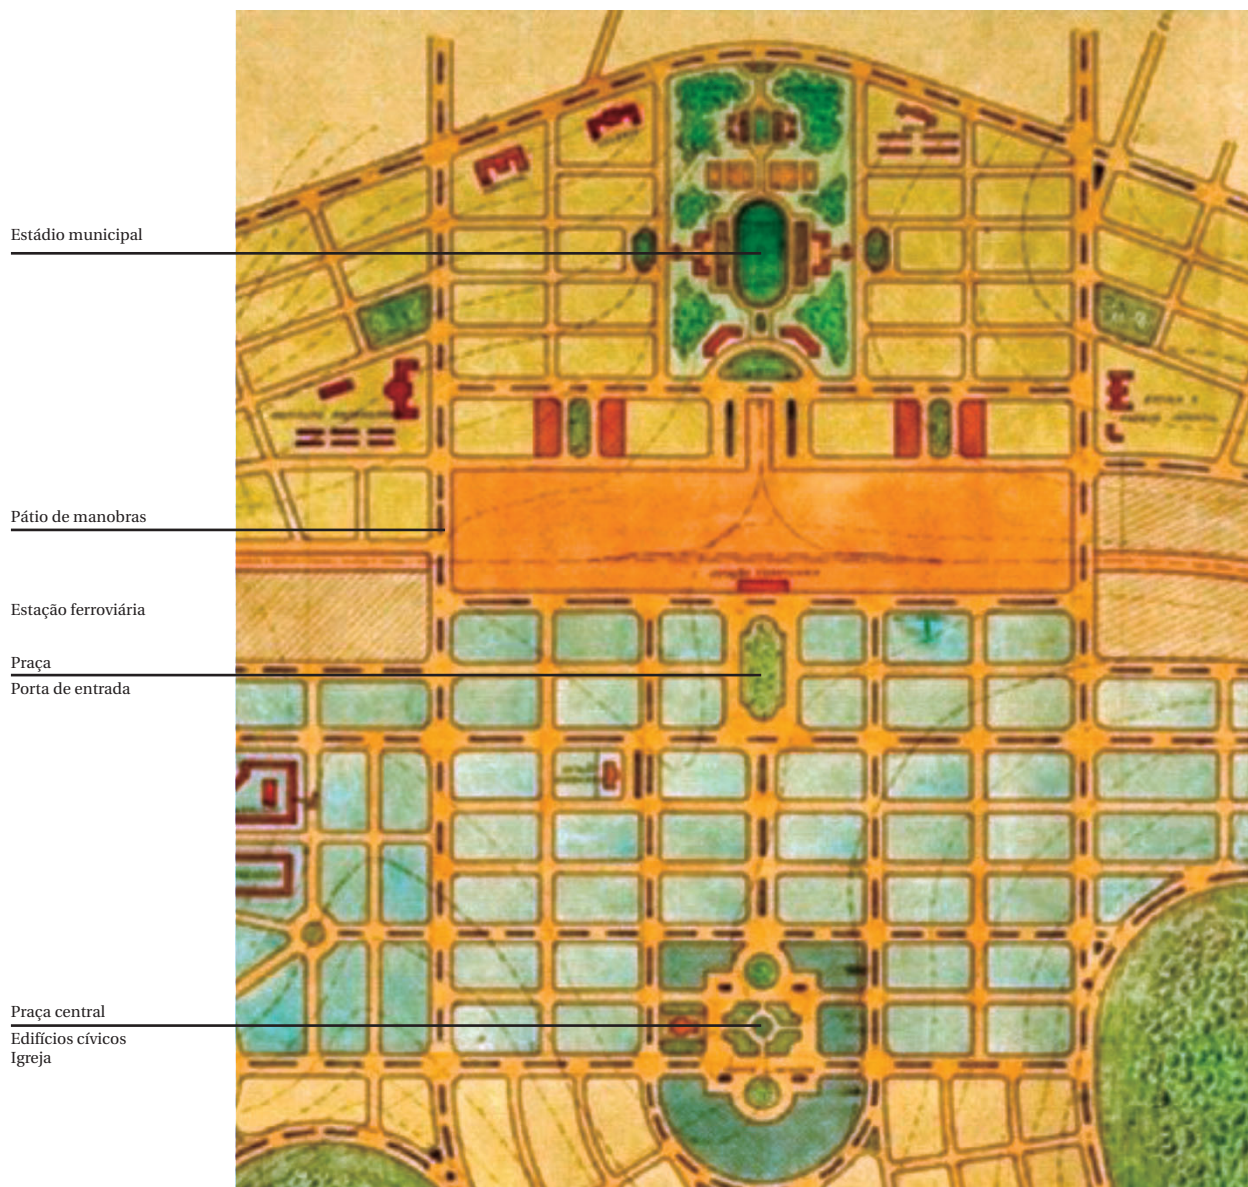 Estádio municipal
Pátio de manobras
Estação ferroviária
Praça
Porta de entrada
Praça central
Edifícios cívicos
Igreja